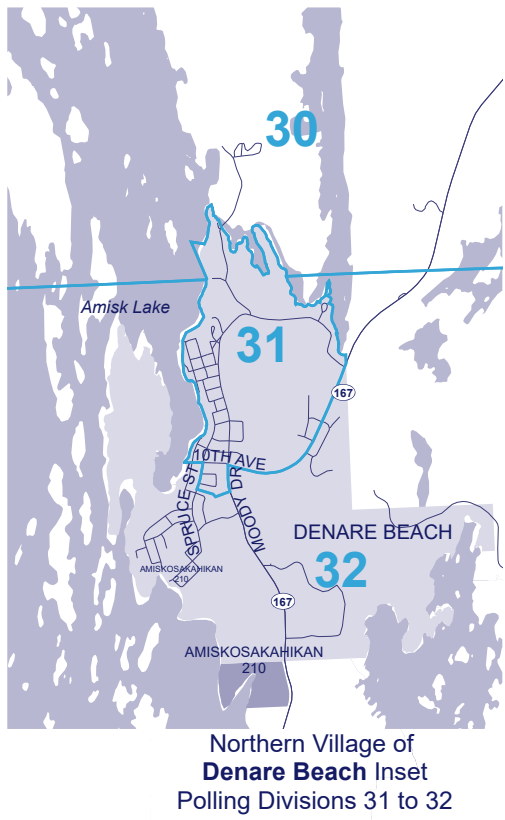 30
Amisk Lake
31
167
10TH AVE
SPRUCE ST
MOODY DR
DENARE BEACH
AMISKOSAKAHIKAN
210
32
167
AMISKOSAKAHIKAN
210
Northern Village of
Denare Beach Inset
Polling Divisions 31 to 32